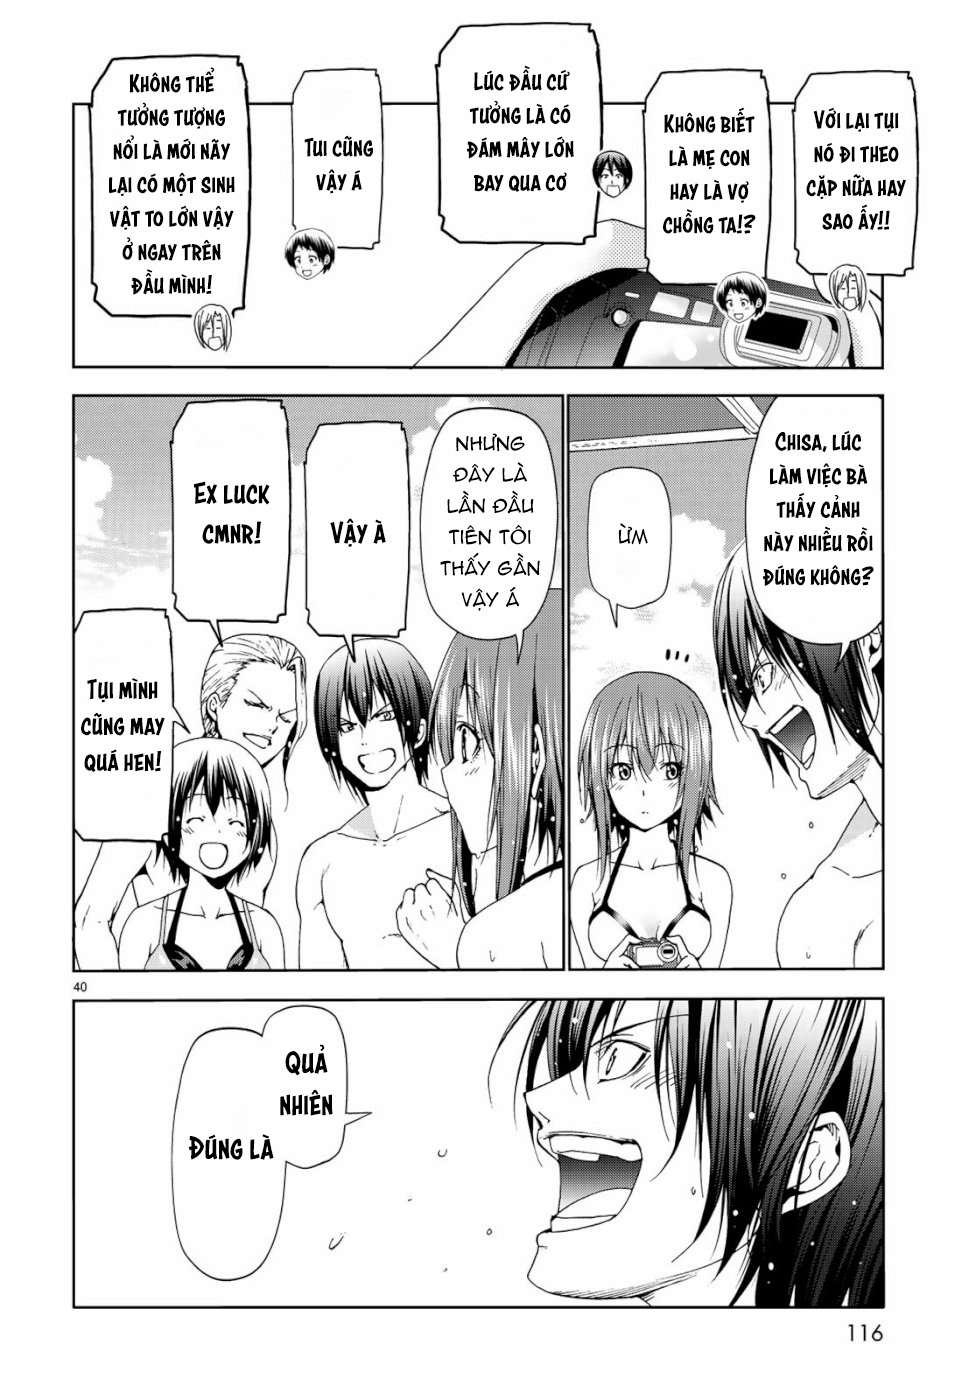 VỚI LẠI TỤI
NÓ ĐI THEO
CẶP NỮA HAY
SAO ẤY!!
KHÔNG BIẾT
LÀ MẸ CON
HAY LÀ VỢ
CHỒNG TA!?
LÚC ĐẦU CỨ
TƯỞNG LÀ CÓ
ĐÁM MÂY LỚN
BAY QUA CƠ
TUI CŨNG
VẬY Á
KHÔNG THỂ
TƯỞNG TƯỢNG
NỔI LÀ MỚI NÃY
LẠI CÓ MỘT SINH
VẬT TO LỚN VẬY
Ở NGAY TRÊN
ĐẦU MÌNH!
CHISA, LÚC
LÀM VIỆC BÀ
THẤY CẢNH
NÀY NHIỀU RỒI
ĐÚNG KHÔNG?
ỪM
NHƯNG
ĐÂY LÀ
LẦN ĐẦU
TIÊN TÔI
THẤY GẦN
VẬY Á
VẬY À
EX LUCK
CMNR!
TỤI MÌNH
CŨNG MAY
QUÁ HEN!
40
QUẢ
NHIÊN
ĐÚNG LÀ
116